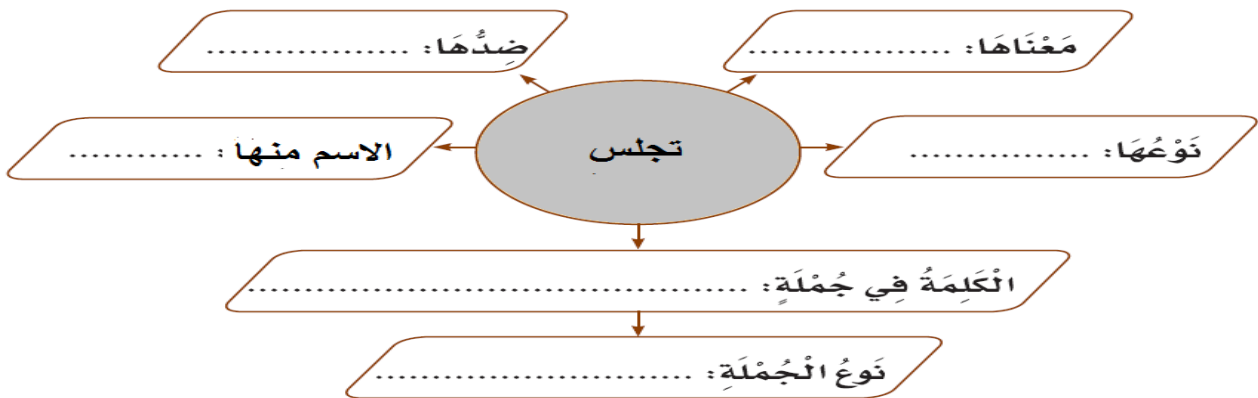 مَعْنَاهَا: ...................
ضِدُّهَا: ...................
نَوْعُهَا: .................
تجلس
الاسم منها : ............
الْكَلِمَةُ فِي جُمْلَةٍ: ...............................................
نَوعُ الْجُمْلَةِ: ..............................